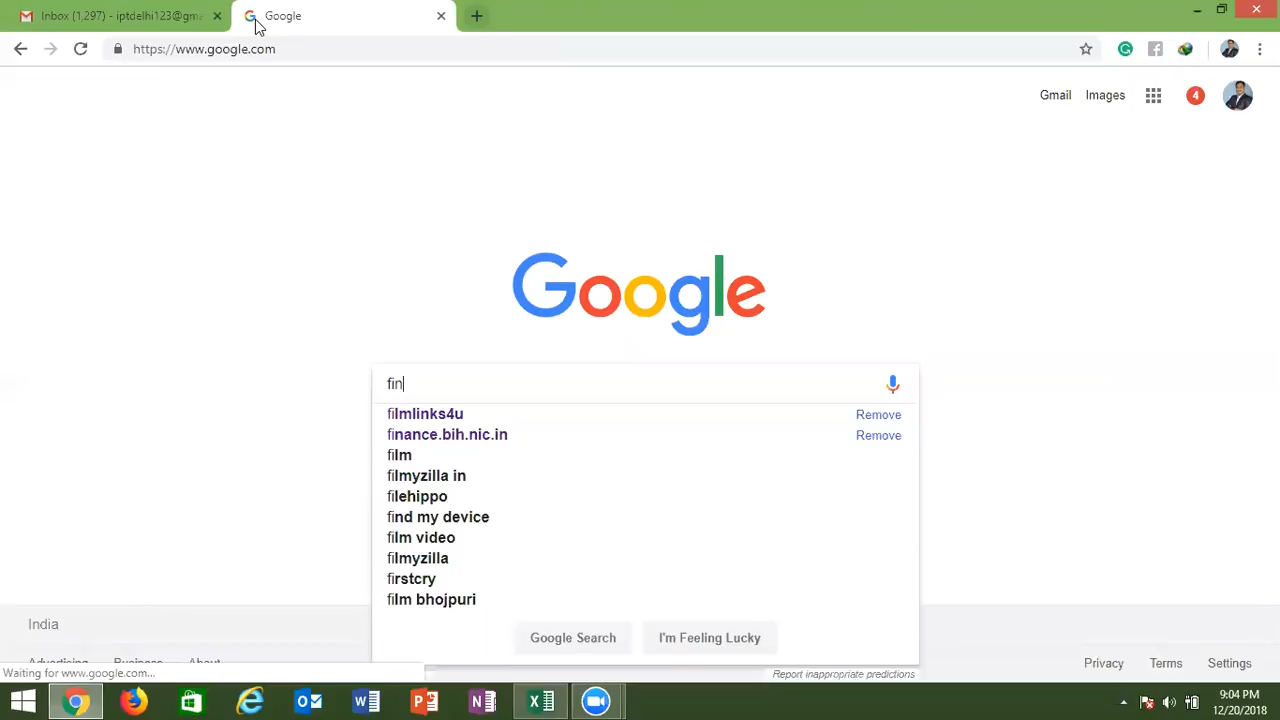 Inbox (1,297) - iptdelhi123@gma
Google
https://www.google.com
Gmail
Images
4
Google
fin
filmlinks4u
Remove
finance.bih.nic.in
Remove
film
filmyzilla in
filehippo
find my device
film video
filmyzilla
firstcry
film bhojpuri
Google Search
I'm Feeling Lucky
India
Advertising
Business
About
Privacy
Terms
Settings
Waiting for www.google.com...
Report inappropriate predictions
9:04 PM
12/20/2018